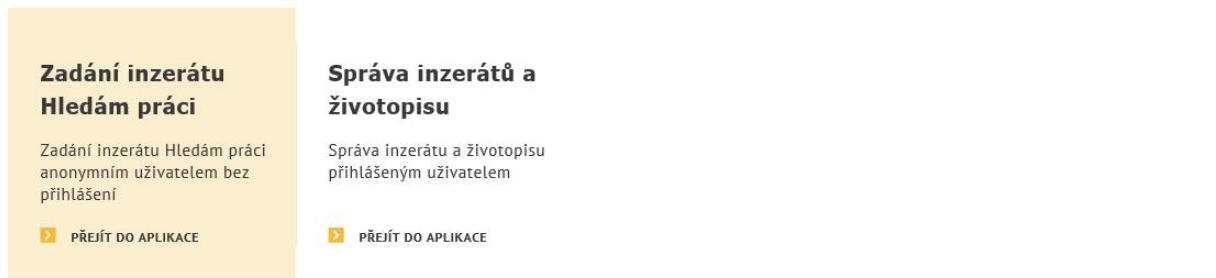 Zadání inzerátu
Hledám práci
Zadání inzerátu Hledám práci
anonymním uživatelem bez
přihlášení
PŘEJÍT DO APLIKACE
Správa inzerátů a
životopisu
Správa inzerátu a životopisu
přihlášeným uživatelem
PŘEJÍT DO APLIKACE